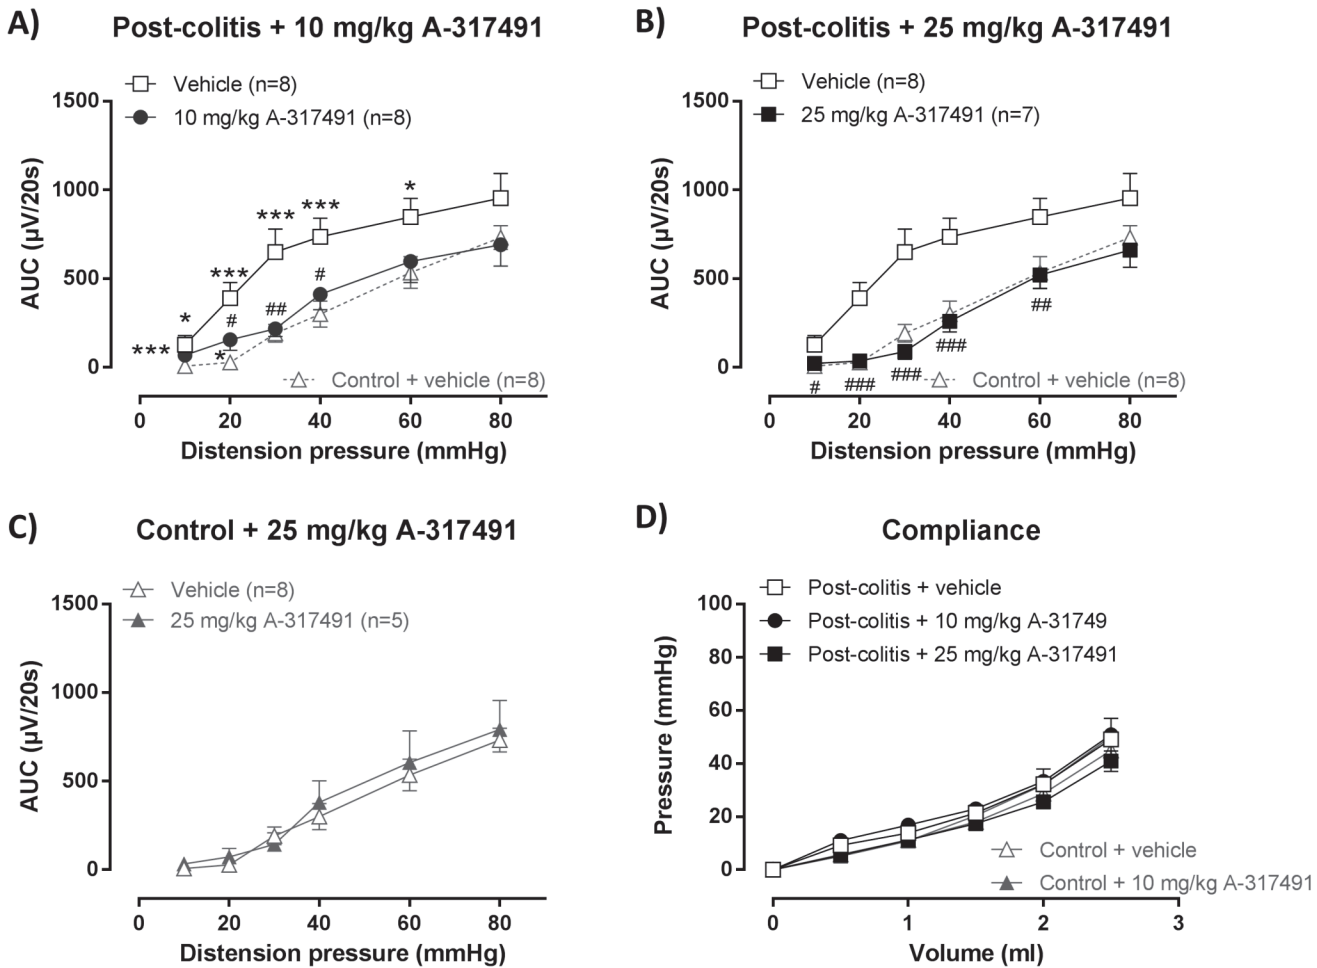 A)
Post-colitis + 10 mg/kg A-317491
Vehicle (n=8)
10 mg/kg A-317491 (n=8)
1500
1000
500
0
AUC (µV/20s)
*
***
***
***
*
#
##
#
***
*
Control + vehicle (n=8)
0
20
40
60
80
Distension pressure (mmHg)
B)
Post-colitis + 25 mg/kg A-317491
Vehicle (n=8)
25 mg/kg A-317491 (n=7)
1500
1000
500
0
AUC (µV/20s)
#
###
###
###
##
Control + vehicle (n=8)
0
20
40
60
80
Distension pressure (mmHg)
C)
Control + 25 mg/kg A-317491
Vehicle (n=8)
25 mg/kg A-317491 (n=5)
1500
1000
500
0
AUC (µV/20s)
0
20
40
60
80
Distension pressure (mmHg)
D)
Compliance
Post-colitis + vehicle
Post-colitis + 10 mg/kg A-31749
Post-colitis + 25 mg/kg A-317491
100
80
60
40
20
0
Pressure (mmHg)
Control + vehicle
Control + 10 mg/kg A-317491
0
1
2
3
Volume (ml)